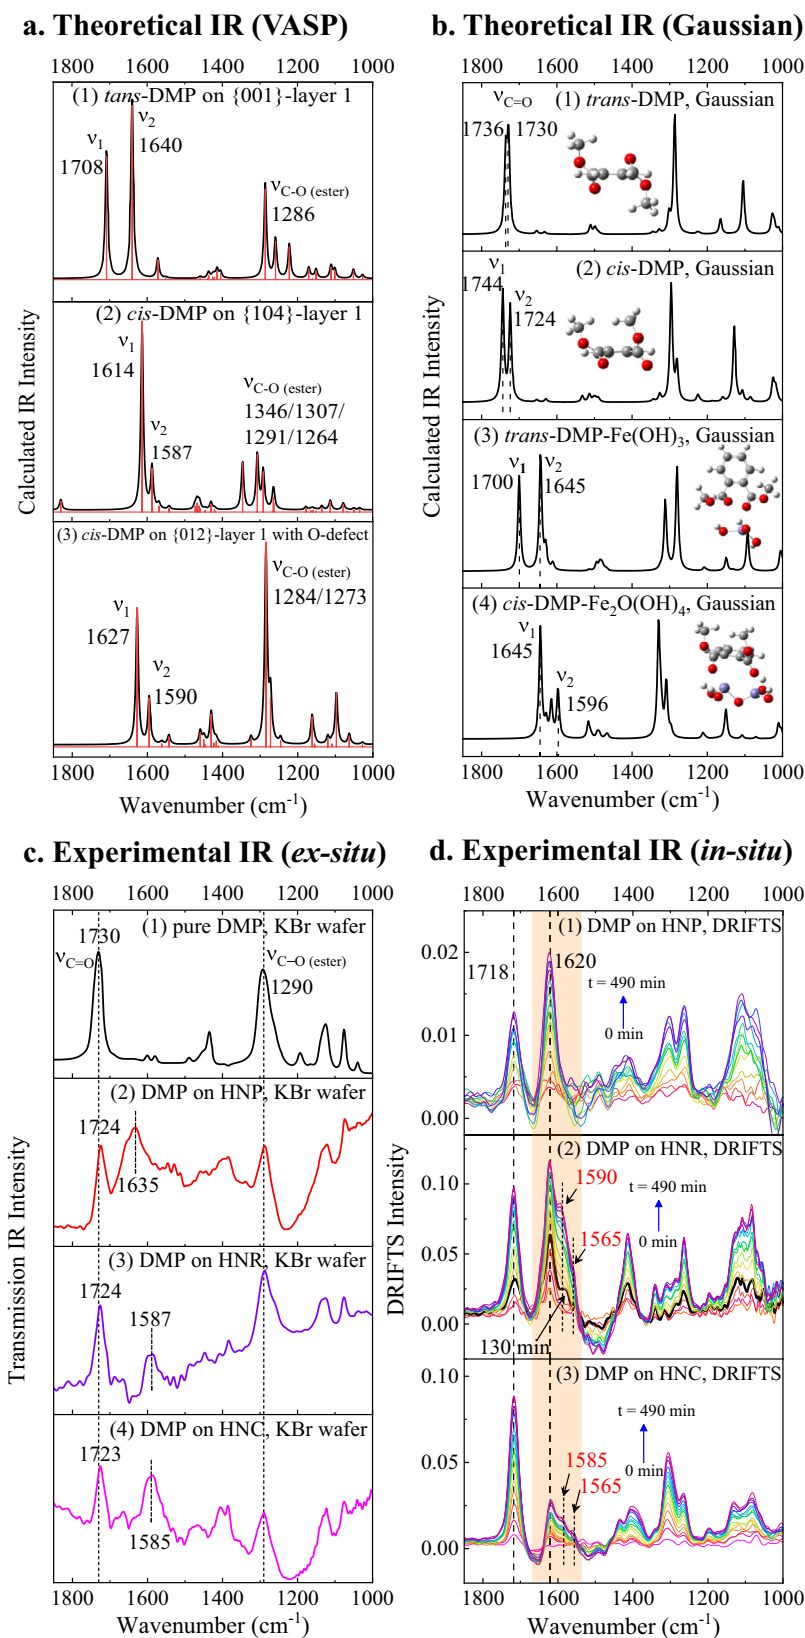 a. Theoretical IR (VASP)
1800 1600 1400 1200 1000
(1) tans-DMP on {001}-layer 1
ν2
ν1
1640
1708
νC-O (ester)
1286
(2) cis-DMP on {104}-layer 1
ν1
1614
νC-O (ester)
1346/1307/
1291/1264
ν2
1587
(3) cis-DMP on {012}-layer 1 with O-defect
νC-O (ester)
1284/1273
ν1
1627
ν2
1590
Calculated IR Intensity
1800 1600 1400 1200 1000
Wavenumber (cm-1)
b. Theoretical IR (Gaussian)
1800 1600 1400 1200 1000
(1) trans-DMP, Gaussian
νC=O
1736 1730
(2) cis-DMP, Gaussian
ν1
1744
ν2
1724
(3) trans-DMP-Fe(OH)3, Gaussian
ν1
ν2
1700
1645
(4) cis-DMP-Fe2O(OH)4, Gaussian
ν1
1645
ν2
1596
Calculated IR Intensity
1800 1600 1400 1200 1000
Wavenumber (cm-1)
c. Experimental IR (ex-situ)
1800 1600 1400 1200 1000
(1) pure DMP, KBr wafer
1730
νC=O
νC−O (ester)
1290
(2) DMP on HNP, KBr wafer
1724
1635
(3) DMP on HNR, KBr wafer
1724
1587
(4) DMP on HNC, KBr wafer
1723
1585
Transmission IR Intensity
1800 1600 1400 1200 1000
Wavenumber (cm-1)
d. Experimental IR (in-situ)
1800 1600 1400 1200 1000
(1) DMP on HNP, DRIFTS
0.02
1718
1620
t = 490 min
0.01
0 min
0.00
(2) DMP on HNR, DRIFTS
1590
0.10
t = 490 min
1565
0.05
0 min
0.00
130 min
(3) DMP on HNC, DRIFTS
0.10
t = 490 min
1585
0 min
0.05
1565
0.00
DRIFTS Intensity
1800 1600 1400 1200 1000
Wavenumber (cm-1)